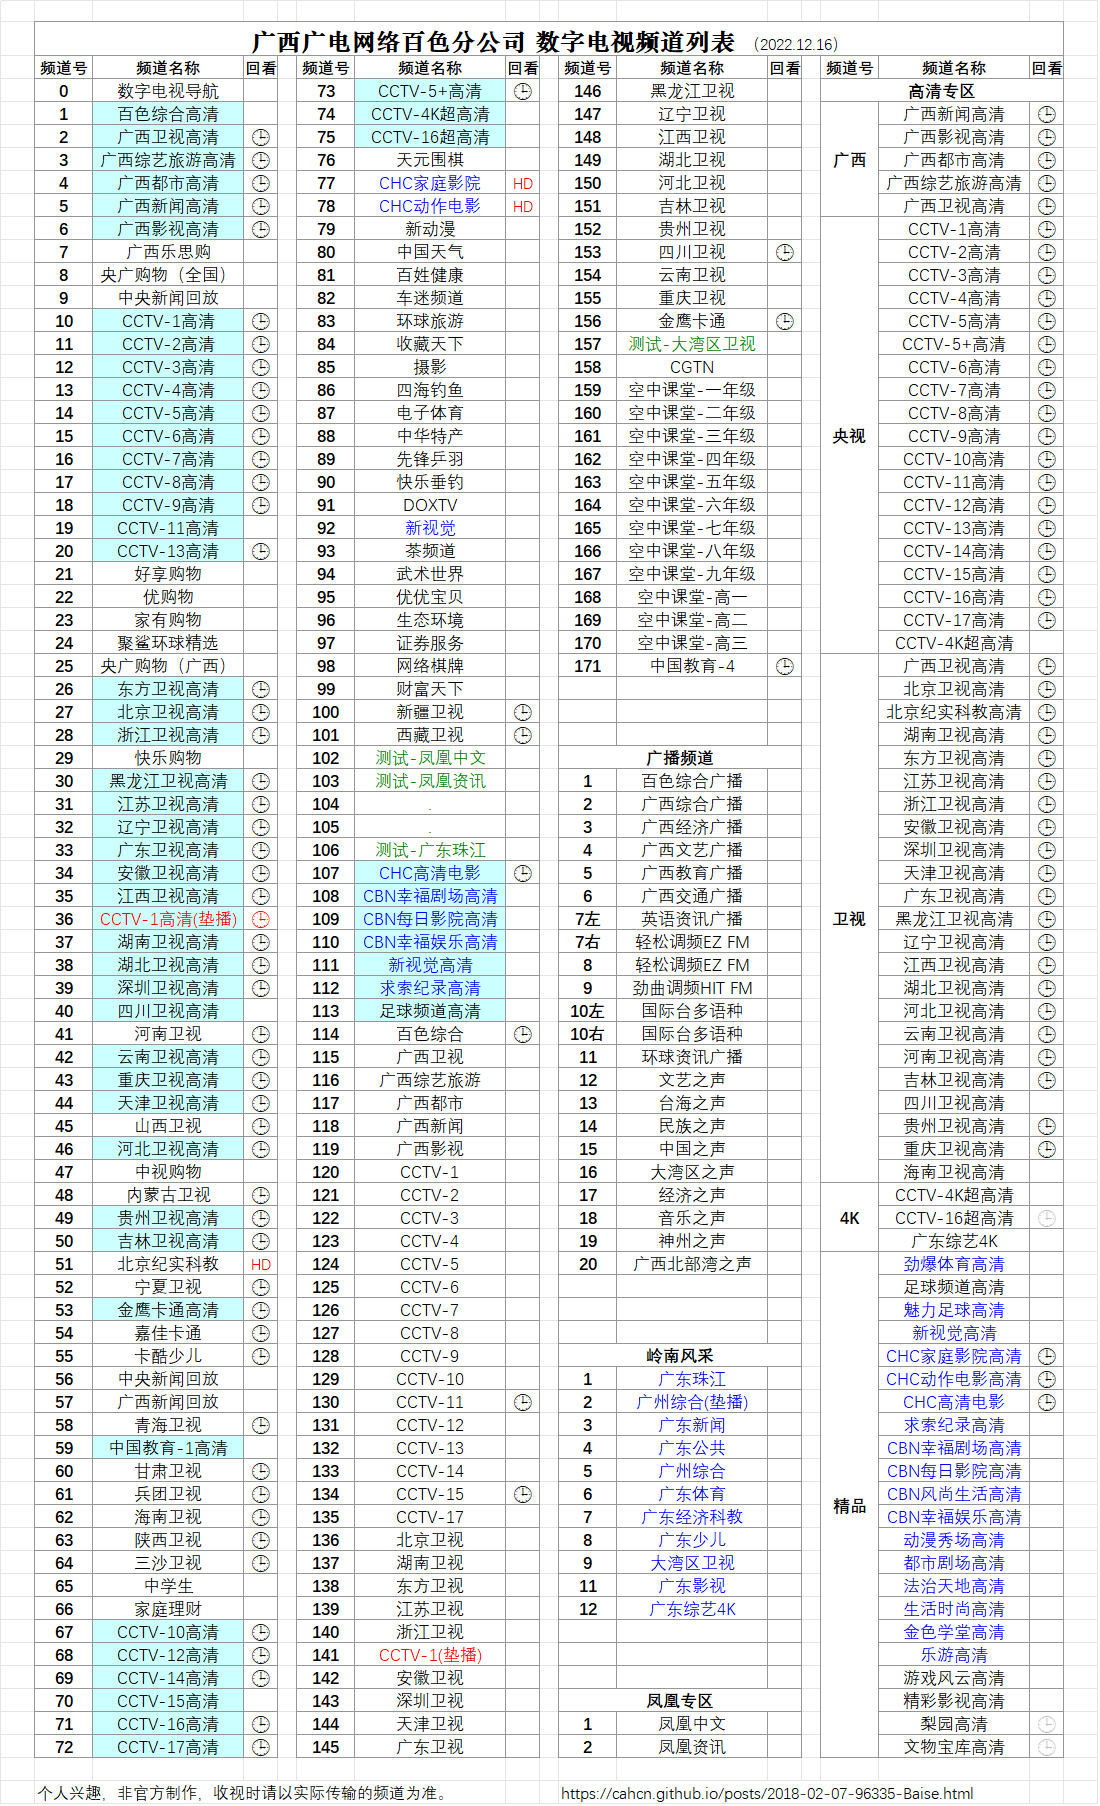 广西广电网络百色分公司 数字电视频道列表 （2022.12.16）
频道号 频道名称 回看
0 数字电视导航
1 百色综合高清
2 广西卫视高清
3 广西综艺旅游高清
4 广西都市高清
5 广西新闻高清
6 广西影视高清
7 广西乐思购
8 央广购物（全国）
9 中央新闻回放
10 CCTV-1高清
11 CCTV-2高清
12 CCTV-3高清
13 CCTV-4高清
14 CCTV-5高清
15 CCTV-6高清
16 CCTV-7高清
17 CCTV-8高清
18 CCTV-9高清
19 CCTV-11高清
20 CCTV-13高清
21 好享购物
22 优购物
23 家有购物
24 聚鲨环球精选
25 央广购物（广西）
26 东方卫视高清
27 北京卫视高清
28 浙江卫视高清
29 快乐购物
30 黑龙江卫视高清
31 江苏卫视高清
32 辽宁卫视高清
33 广东卫视高清
34 安徽卫视高清
35 江西卫视高清
36 CCTV-1高清(垫播)
37 湖南卫视高清
38 湖北卫视高清
39 深圳卫视高清
40 四川卫视高清
41 河南卫视
42 云南卫视高清
43 重庆卫视高清
44 天津卫视高清
45 山西卫视
46 河北卫视高清
47 中视购物
48 内蒙古卫视
49 贵州卫视高清
50 吉林卫视高清
51 北京纪实科教 HD
52 宁夏卫视
53 金鹰卡通高清
54 嘉佳卡通
55 卡酷少儿
56 中央新闻回放
57 广西新闻回放
58 青海卫视
59 中国教育-1高清
60 甘肃卫视
61 兵团卫视
62 海南卫视
63 陕西卫视
64 三沙卫视
65 中学生
66 家庭理财
67 CCTV-10高清
68 CCTV-12高清
69 CCTV-14高清
70 CCTV-15高清
71 CCTV-16高清
72 CCTV-17高清
频道号 频道名称 回看
73 CCTV-5+高清
74 CCTV-4K超高清
75 CCTV-16超高清
76 天元围棋
77 CHC家庭影院 HD
78 CHC动作电影 HD
79 新动漫
80 中国天气
81 百姓健康
82 车迷频道
83 环球旅游
84 收藏天下
85 摄影
86 四海钓鱼
87 电子体育
88 中华特产
89 先锋乒羽
90 快乐垂钓
91 DOXTV
92 新视觉
93 茶频道
94 武术世界
95 优优宝贝
96 生态环境
97 证券服务
98 网络棋牌
99 财富天下
100 新疆卫视
101 西藏卫视
102 测试-凤凰中文
103 测试-凤凰资讯
104 .
105 .
106 测试-广东珠江
107 CHC高清电影
108 CBN幸福剧场高清
109 CBN每日影院高清
110 CBN幸福娱乐高清
111 新视觉高清
112 求索纪录高清
113 足球频道高清
114 百色综合
115 广西卫视
116 广西综艺旅游
117 广西都市
118 广西新闻
119 广西影视
120 CCTV-1
121 CCTV-2
122 CCTV-3
123 CCTV-4
124 CCTV-5
125 CCTV-6
126 CCTV-7
127 CCTV-8
128 CCTV-9
129 CCTV-10
130 CCTV-11
131 CCTV-12
132 CCTV-13
133 CCTV-14
134 CCTV-15
135 CCTV-17
136 北京卫视
137 湖南卫视
138 东方卫视
139 江苏卫视
140 浙江卫视
141 CCTV-1(垫播)
142 安徽卫视
143 深圳卫视
144 天津卫视
145 广东卫视
频道号 频道名称 回看
146 黑龙江卫视
147 辽宁卫视
148 江西卫视
149 湖北卫视
150 河北卫视
151 吉林卫视
152 贵州卫视
153 四川卫视
154 云南卫视
155 重庆卫视
156 金鹰卡通
157 测试-大湾区卫视
158 CGTN
159 空中课堂-一年级
160 空中课堂-二年级
161 空中课堂-三年级
162 空中课堂-四年级
163 空中课堂-五年级
164 空中课堂-六年级
165 空中课堂-七年级
166 空中课堂-八年级
167 空中课堂-九年级
168 空中课堂-高一
169 空中课堂-高二
170 空中课堂-高三
171 中国教育-4
广播频道
1 百色综合广播
2 广西综合广播
3 广西经济广播
4 广西文艺广播
5 广西教育广播
6 广西交通广播
7左 英语资讯广播
7右 轻松调频EZ FM
8 轻松调频EZ FM
9 劲曲调频HIT FM
10左 国际台多语种
10右 国际台多语种
11 环球资讯广播
12 文艺之声
13 台海之声
14 民族之声
15 中国之声
16 大湾区之声
17 经济之声
18 音乐之声
19 神州之声
20 广西北部湾之声
岭南风采
1 广东珠江
2 广州综合(垫播)
3 广东新闻
4 广东公共
5 广州综合
6 广东体育
7 广东经济科教
8 广东少儿
9 大湾区卫视
11 广东影视
12 广东综艺4K
凤凰专区
1 凤凰中文
2 凤凰资讯
频道号 频道名称 回看
高清专区
广西新闻高清
广西影视高清
广西 广西都市高清
广西综艺旅游高清
广西卫视高清
CCTV-1高清
CCTV-2高清
CCTV-3高清
CCTV-4高清
CCTV-5高清
CCTV-5+高清
CCTV-6高清
CCTV-7高清
CCTV-8高清
央视 CCTV-9高清
CCTV-10高清
CCTV-11高清
CCTV-12高清
CCTV-13高清
CCTV-14高清
CCTV-15高清
CCTV-16高清
CCTV-17高清
CCTV-4K超高清
广西卫视高清
北京卫视高清
北京纪实科教高清
湖南卫视高清
东方卫视高清
江苏卫视高清
浙江卫视高清
安徽卫视高清
深圳卫视高清
天津卫视高清
广东卫视高清
卫视 黑龙江卫视高清
辽宁卫视高清
江西卫视高清
湖北卫视高清
河北卫视高清
云南卫视高清
河南卫视高清
吉林卫视高清
四川卫视高清
贵州卫视高清
重庆卫视高清
海南卫视高清
CCTV-4K超高清
4K CCTV-16超高清
广东综艺4K
劲爆体育高清
足球频道高清
魅力足球高清
新视觉高清
CHC家庭影院高清
CHC动作电影高清
CHC高清电影
求索纪录高清
CBN幸福剧场高清
CBN每日影院高清
CBN风尚生活高清
精品 CBN幸福娱乐高清
动漫秀场高清
都市剧场高清
法治天地高清
生活时尚高清
金色学堂高清
乐游高清
游戏风云高清
精彩影视高清
梨园高清
文物宝库高清
个人兴趣，非官方制作，收视时请以实际传输的频道为准。
https://cahcn.github.io/posts/2018-02-07-96335-Baise.html